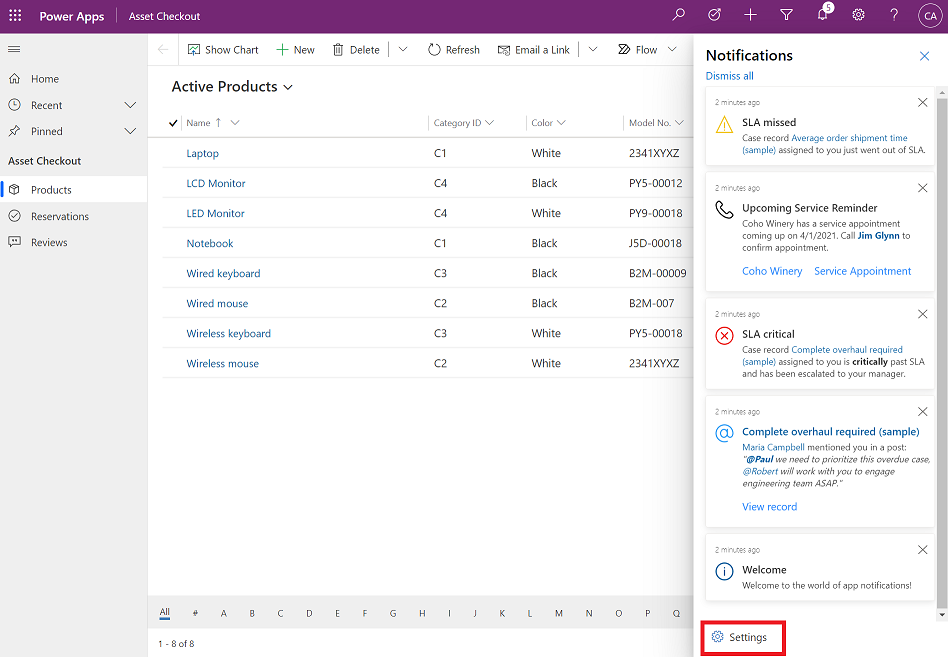 Power Apps
Asset Checkout
5
?
CA
Home
Recent
Pinned
Asset Checkout
Products
Reservations
Reviews
Show Chart
New
Delete
Refresh
Email a Link
Flow
Active Products
Name ↑ Category ID Color Model No.
Laptop C1 White 2341XYXZ
LCD Monitor C4 Black PY5-00012
LED Monitor C4 White PY9-00018
Notebook C1 Black J5D-00018
Wired keyboard C3 Black B2M-00009
Wired mouse C2 Black B2M-007
Wireless keyboard C3 White PY5-00018
Wireless mouse C2 White 2341XYXZ
All # A B C D E F G H I J K L M N O P Q
1 - 8 of 8
Notifications
Dismiss all
2 minutes ago
SLA missed
Case record Average order shipment time
(sample) assigned to you just went out of SLA.
2 minutes ago
Upcoming Service Reminder
Coho Winery has a service appointment
coming up on 4/1/2021. Call Jim Glynn to
confirm appointment.
Coho Winery Service Appointment
2 minutes ago
SLA critical
Case record Complete overhaul required
(sample) assigned to you is critically past SLA
and has been escalated to your manager.
2 minutes ago
@ Complete overhaul required (sample)
Maria Campbell mentioned you in a post:
"@Paul we need to prioritize this overdue case,
@Robert will work with you to engage
engineering team ASAP."
View record
2 minutes ago
Welcome
Welcome to the world of app notifications!
Settings